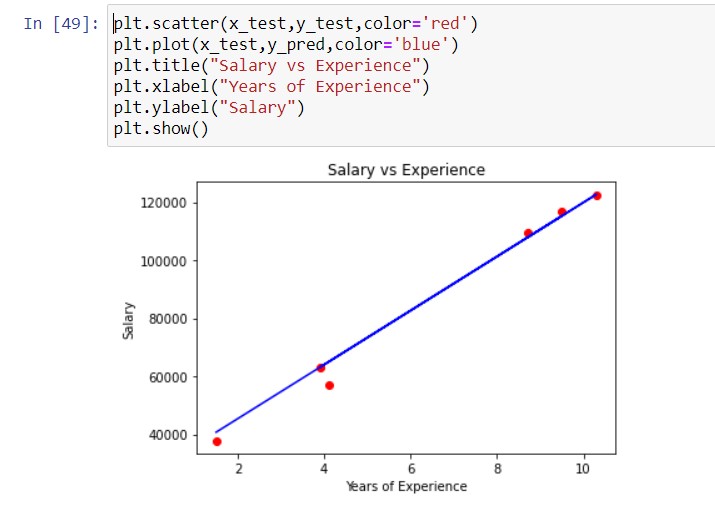 In [49]: plt.scatter(x_test,y_test,color='red')
plt.plot(x_test,y_pred,color='blue')
plt.title("Salary vs Experience")
plt.xlabel("Years of Experience")
plt.ylabel("Salary")
plt.show()
Salary vs Experience
120000
100000
80000
60000
40000
Salary
2 4 6 8 10
Years of Experience